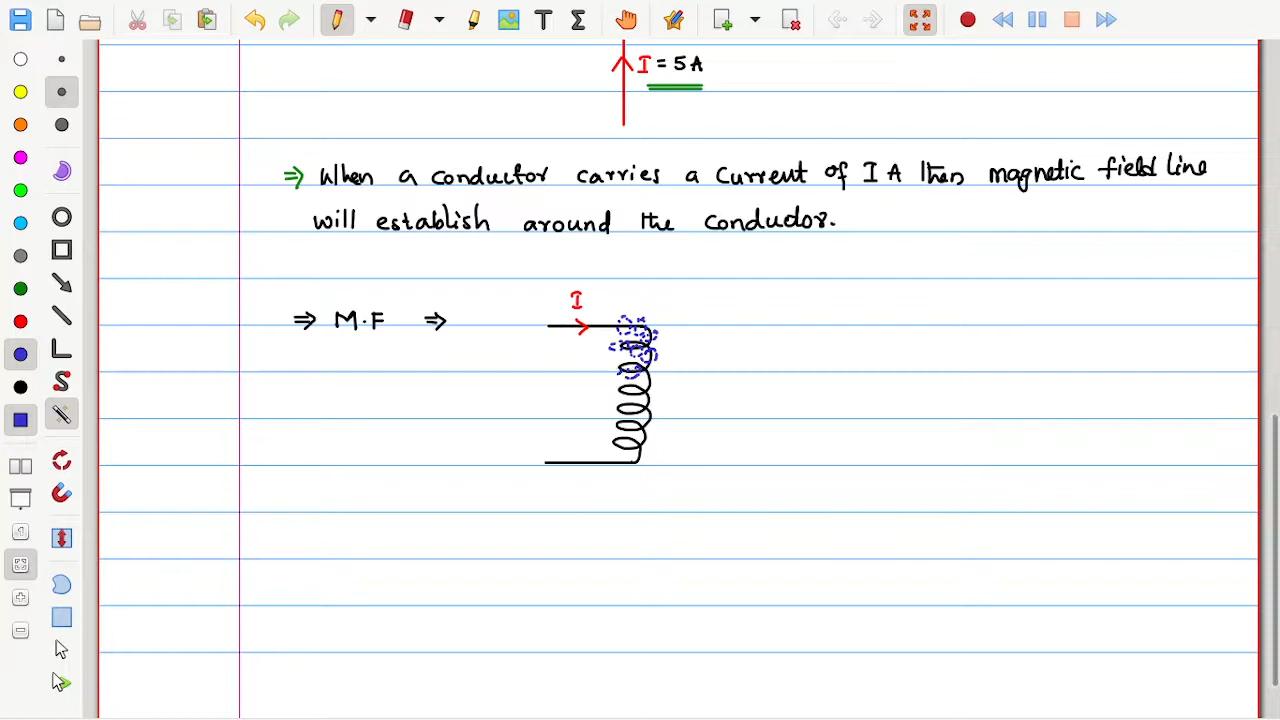 I = 5 A
⇒ When a conductor carries a current of I A then magnetic field line
will establish around the conductor.
I
⇒ M.F ⇒